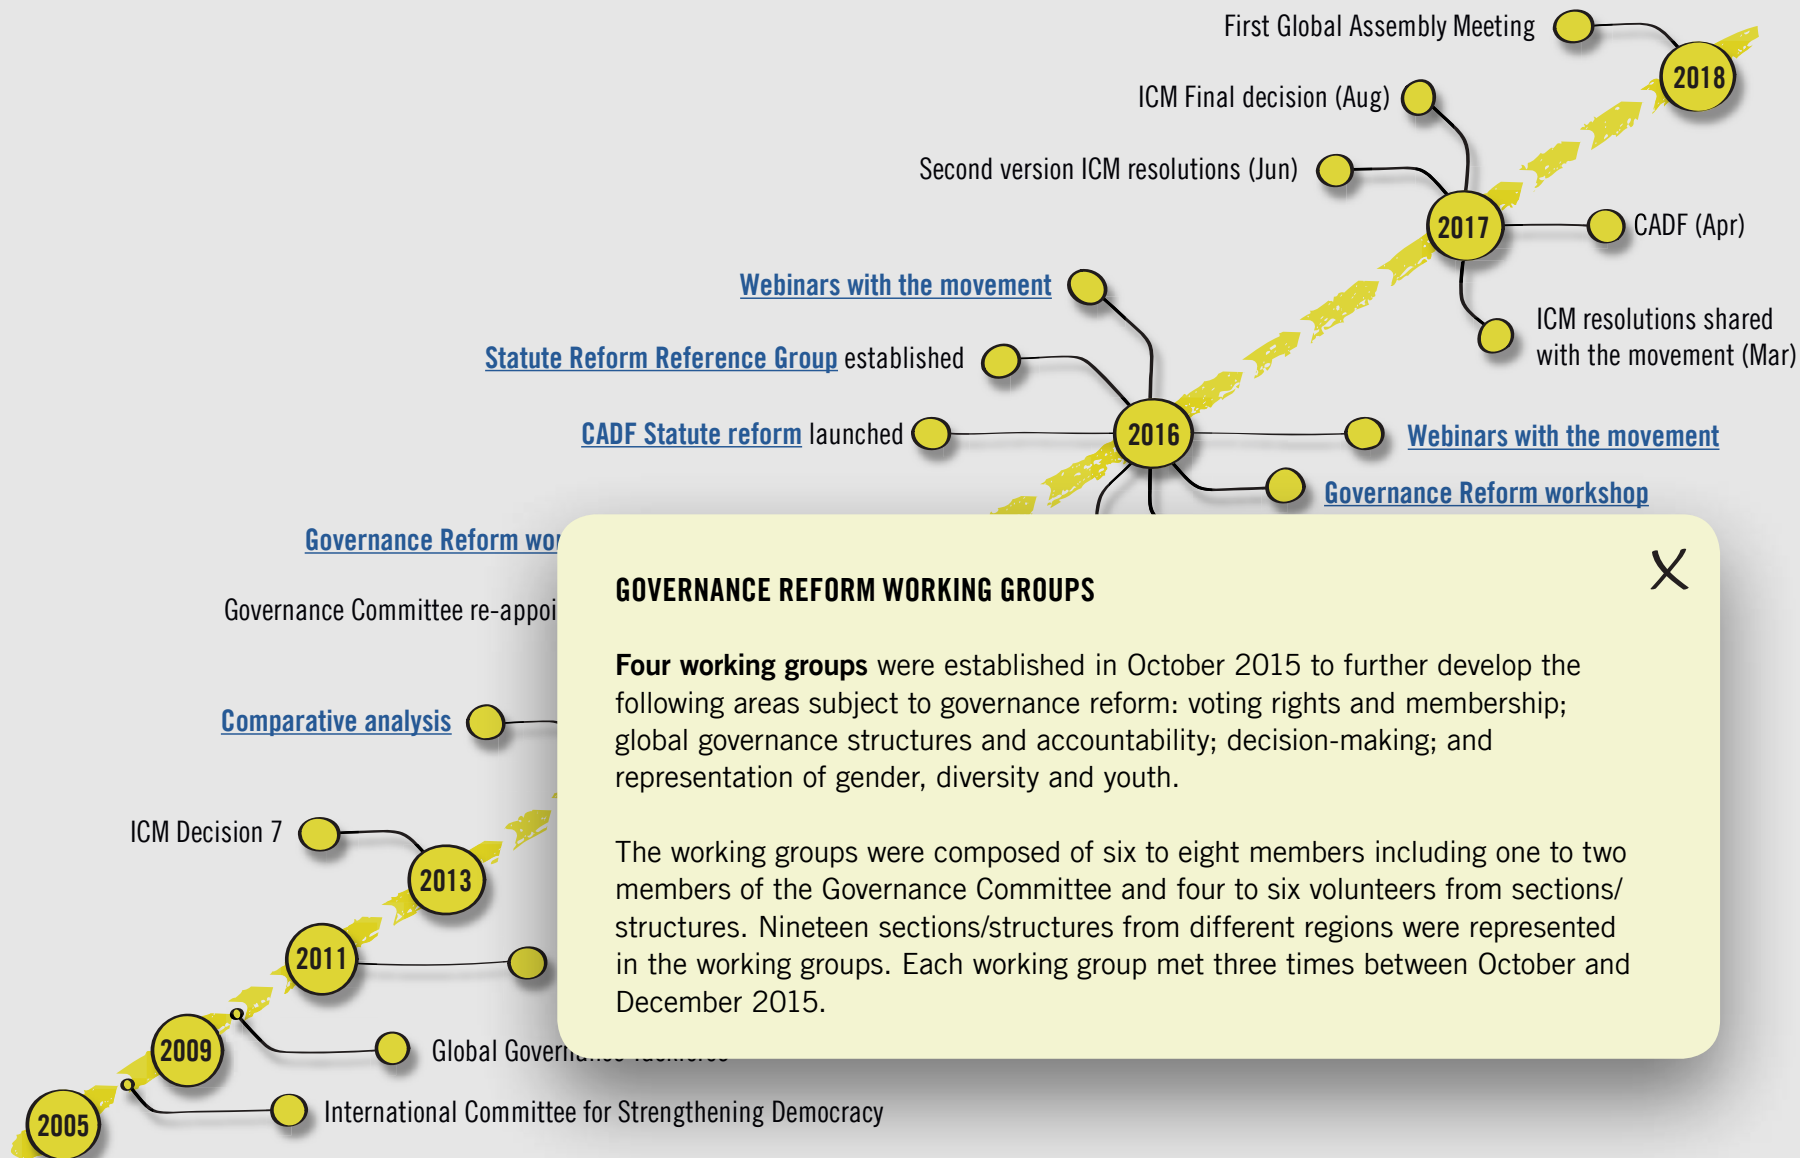 First Global Assembly Meeting
2018
ICM Final decision (Aug)
Second version ICM resolutions (Jun)
2017
CADF (Apr)
Webinars with the movement
ICM resolutions shared
with the movement (Mar)
Statute Reform Reference Group established
CADF Statute reform launched
2016
Webinars with the movement
Governance Reform workshop
Governance Reform
Governance Committee
GOVERNANCE REFORM WORKING GROUPS
Four working groups were established in October 2015 to further develop the
following areas subject to governance reform: voting rights and membership;
global governance structures and accountability; decision-making; and
representation of gender, diversity and youth.
The working groups were composed of six to eight members including one to two
members of the Governance Committee and four to six volunteers from sections/
structures. Nineteen sections/structures from different regions were represented
in the working groups. Each working group met three times between October and
December 2015.
Comparative analysis
ICM Decision 7
2013
2011
2009
Global
International Committee for Strengthening Democracy
2005